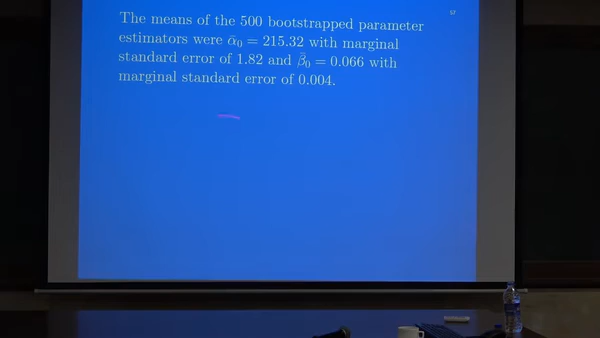 The means of the 500 bootstrapped parameter
estimators were ᾱ₀ = 215.32 with marginal
standard error of 1.82 and β̄₀ = 0.066 with
marginal standard error of 0.004.